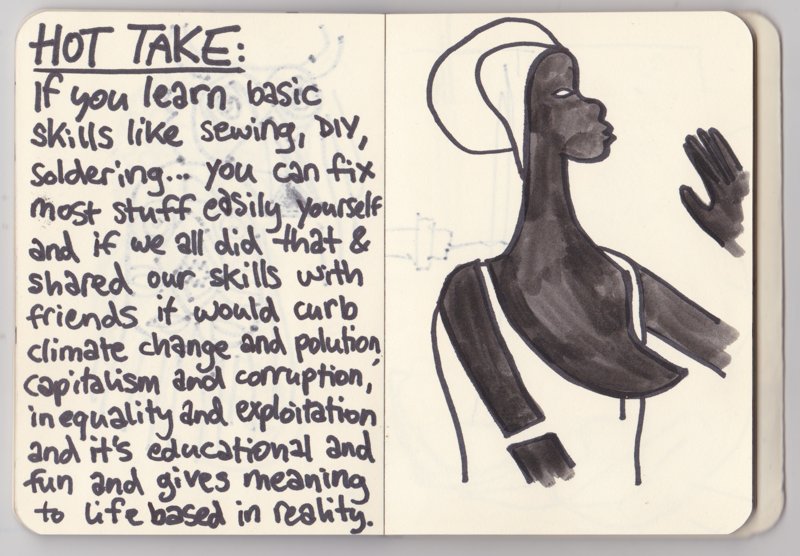 HOT TAKE:
If you learn basic
skills like sewing, DIY,
soldering... you can fix
most stuff easily yourself
and if we all did that &
shared our skills with
friends it would curb
climate change and polution,
capitalism and corruption,
inequality and exploitation
and it's educational and
fun and gives meaning
to life based in reality.